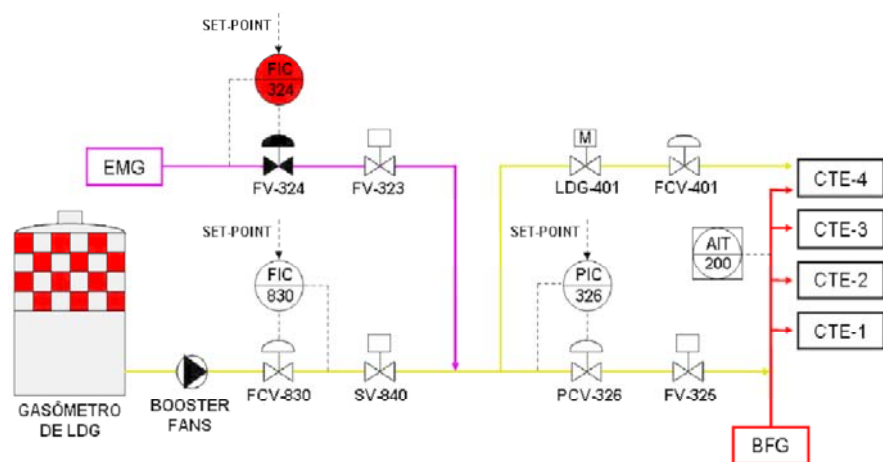 SET-POINT
FIC
324
EMG
FV-324
FV-323
M
LDG-401
FCV-401
CTE-4
CTE-3
CTE-2
CTE-1
SET-POINT
FIC
830
SET-POINT
PIC
326
AIT
200
FCV-830
SV-840
PCV-326
FV-325
GASÔMETRO
DE LDG
BOOSTER
FANS
BFG